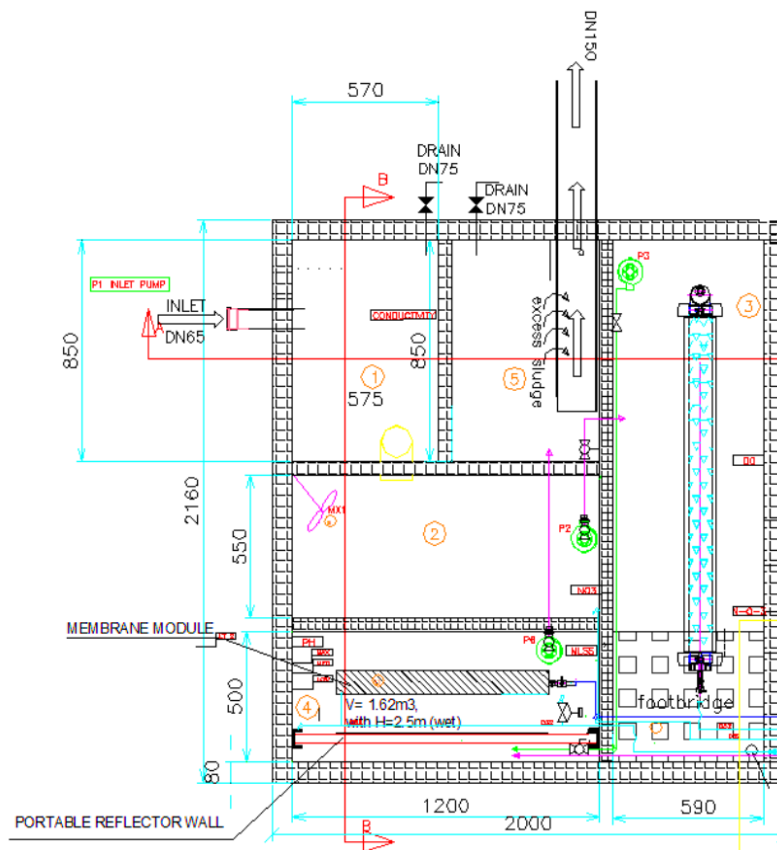 DN150
570
DRAIN
DN75
B
DRAIN
DN75
P1 INLET PUMP
INLET
A
DN65
P3
3
CONDUCTIVITY
850
850
1
575
5
excess sludge
DO
2160
MX1
2
P2
550
NO3
MEMBRANE MODULE
PH
P6
MLSS
500
V= 1.62m3,
with H=2.5m (wet)
4
footbridge
80
1200
590
2000
PORTABLE REFLECTOR WALL
B